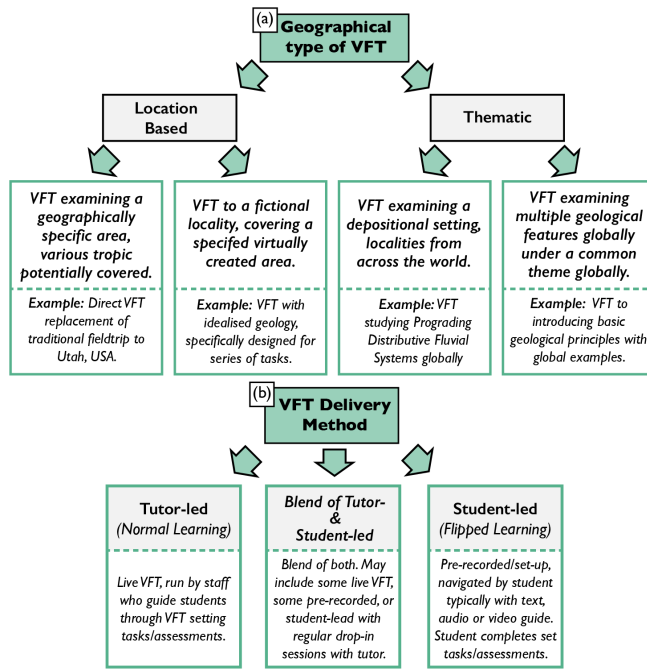 (a)
Geographical
type of VFT
Location
Based
Thematic
VFT examining a
geographically
specific area,
various tropic
potentially covered.
Example: Direct VFT
replacement of
traditional fieldtrip to
Utah, USA.
VFT to a fictional
locality, covering a
specifed virtually
created area.
Example: VFT with
idealised geology,
specifically designed for
series of tasks.
VFT examining a
depositional setting,
localities from
across the world.
Example: VFT
studying Prograding
Distributive Fluvial
Systems globally
VFT examining
multiple geological
features globally
under a common
theme globally.
Example: VFT to
introducing basic
geological principles with
global examples.
(b)
VFT Delivery
Method
Tutor-led
(Normal Learning)
Live VFT, run by staff
who guide students
through VFT setting
tasks/assessments.
Blend of Tutor-
&
Student-led
Blend of both. May
include some live VFT,
some pre-recorded, or
student-lead with
regular drop-in
sessions with tutor.
Student-led
(Flipped Learning)
Pre-recorded/set-up,
navigated by student
typically with text,
audio or video guide.
Student completes set
tasks/assessments.